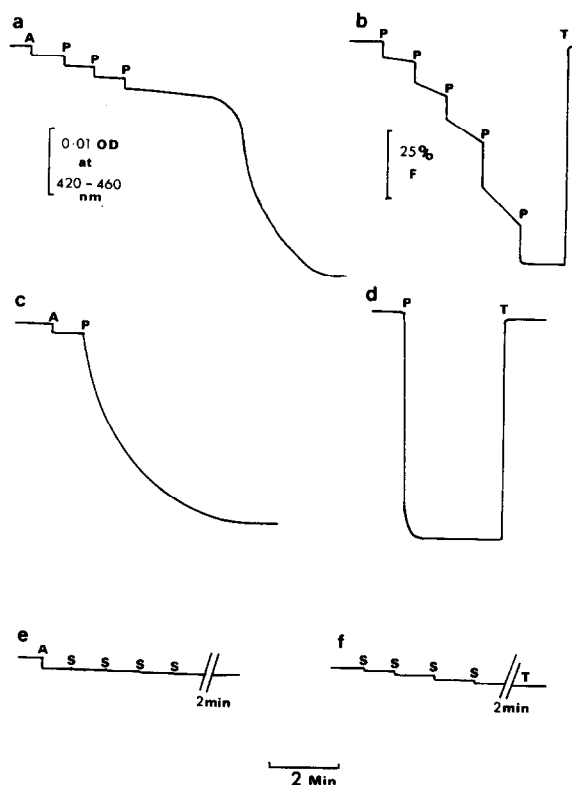 a
A P P P
0·01 OD
at
420 – 460
nm
b
P P P P P T
25%
F
c
A P
d
P T
e
A S S S S
2min
f
S S S S T
2min
2 Min